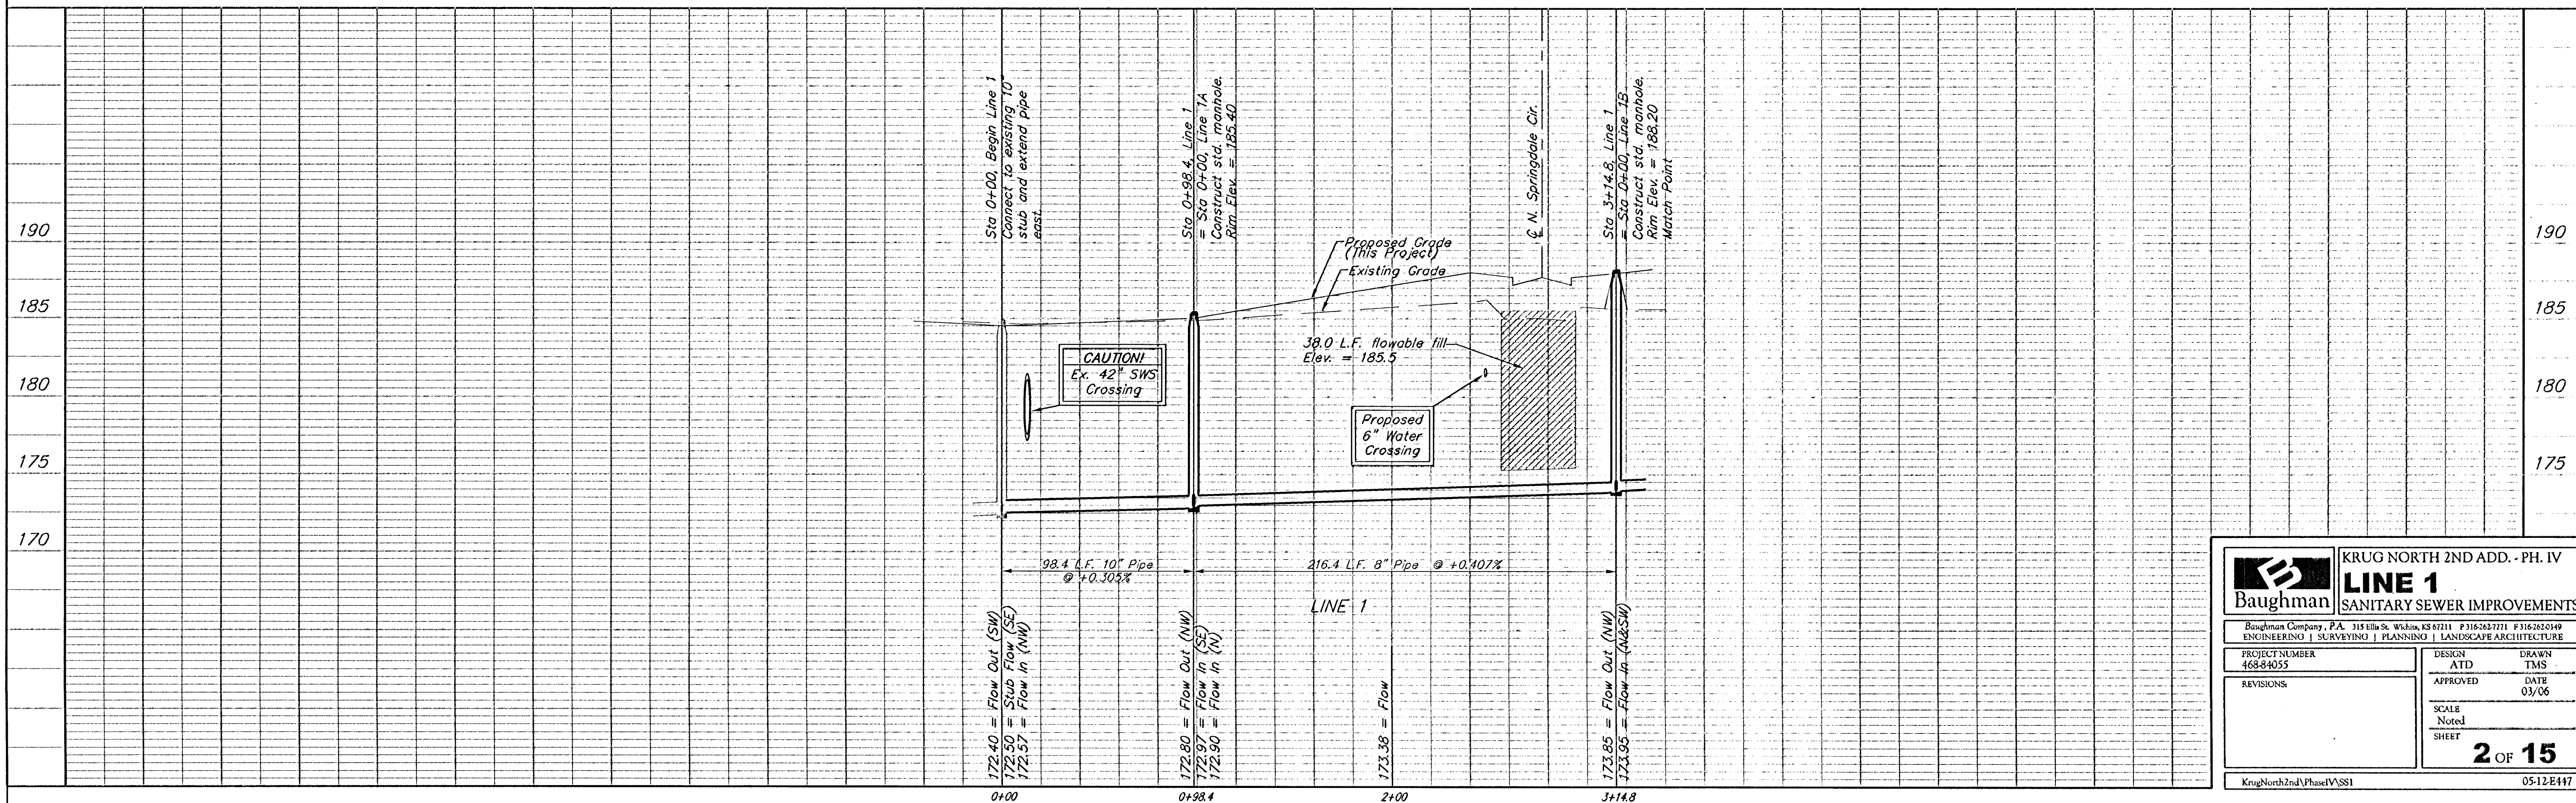 Sta 0+00, Begin Line 1
Connect to existing 10"
stub and extend pipe
east.
Sta 0+98.4, Line 1
= Sta 0+00, Line 1A
Construct std. manhole.
Rim Elev. = 185.40
℄ N. Springdale Cir.
Sta 3+14.8, Line 1
= Sta 0+00, Line 1B
Construct std. manhole.
Rim Elev. = 188.20
Match Point
190
190
Proposed Grade
(This Project)
Existing Grade
185
185
38.0 L.F. flowable fill
Elev. = 185.5
CAUTION!
Ex. 42" SWS
Crossing
180
180
Proposed
6" Water
Crossing
175
175
170
98.4 L.F. 10" Pipe
@ +0.305%
216.4 L.F. 8" Pipe @ +0.407%
LINE 1
172.40 = Flow Out (SW)
172.50 = Stub Flow (SE)
172.57 = Flow In (NW)
172.80 = Flow Out (NW)
172.97 = Flow In (SE)
172.90 = Flow In (N)
173.38 = Flow
173.85 = Flow Out (NW)
173.95 = Flow In (N&SW)
0+00
0+98.4
2+00
3+14.8
Baughman
KRUG NORTH 2ND ADD. - PH. IV
LINE 1
SANITARY SEWER IMPROVEMENTS
Baughman Company, P.A. 315 Ellis St. Wichita, KS 67211 P 316-262-7271 F 316-262-0149
ENGINEERING | SURVEYING | PLANNING | LANDSCAPE ARCHITECTURE
PROJECT NUMBER
468-84055
DESIGN
ATD
DRAWN
TMS
REVISIONS:
APPROVED
DATE
03/06
SCALE
Noted
SHEET
2 OF 15
KrugNorth2nd\PhaseIV\SS1
05-12-E447